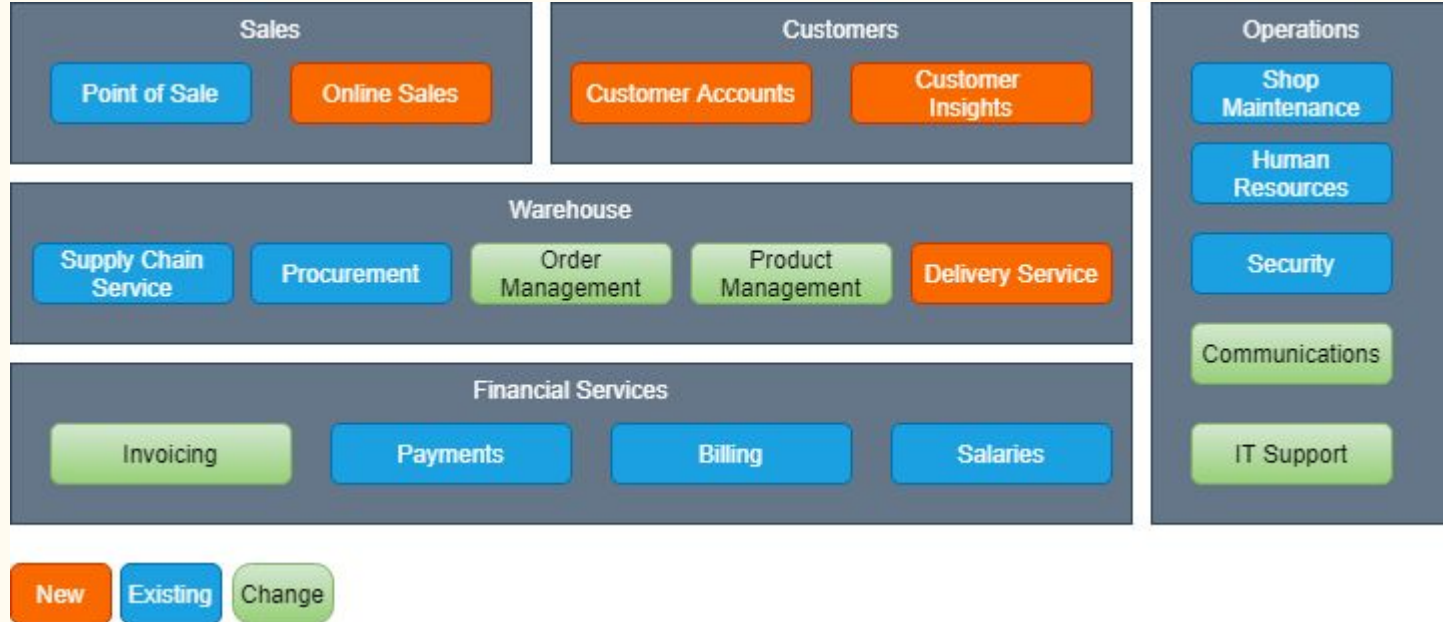 Sales
Point of Sale
Online Sales
Customers
Customer Accounts
Customer
Insights
Operations
Shop
Maintenance
Human
Resources
Security
Communications
IT Support
Warehouse
Supply Chain
Service
Procurement
Order
Management
Product
Management
Delivery Service
Financial Services
Invoicing
Payments
Billing
Salaries
New
Existing
Change